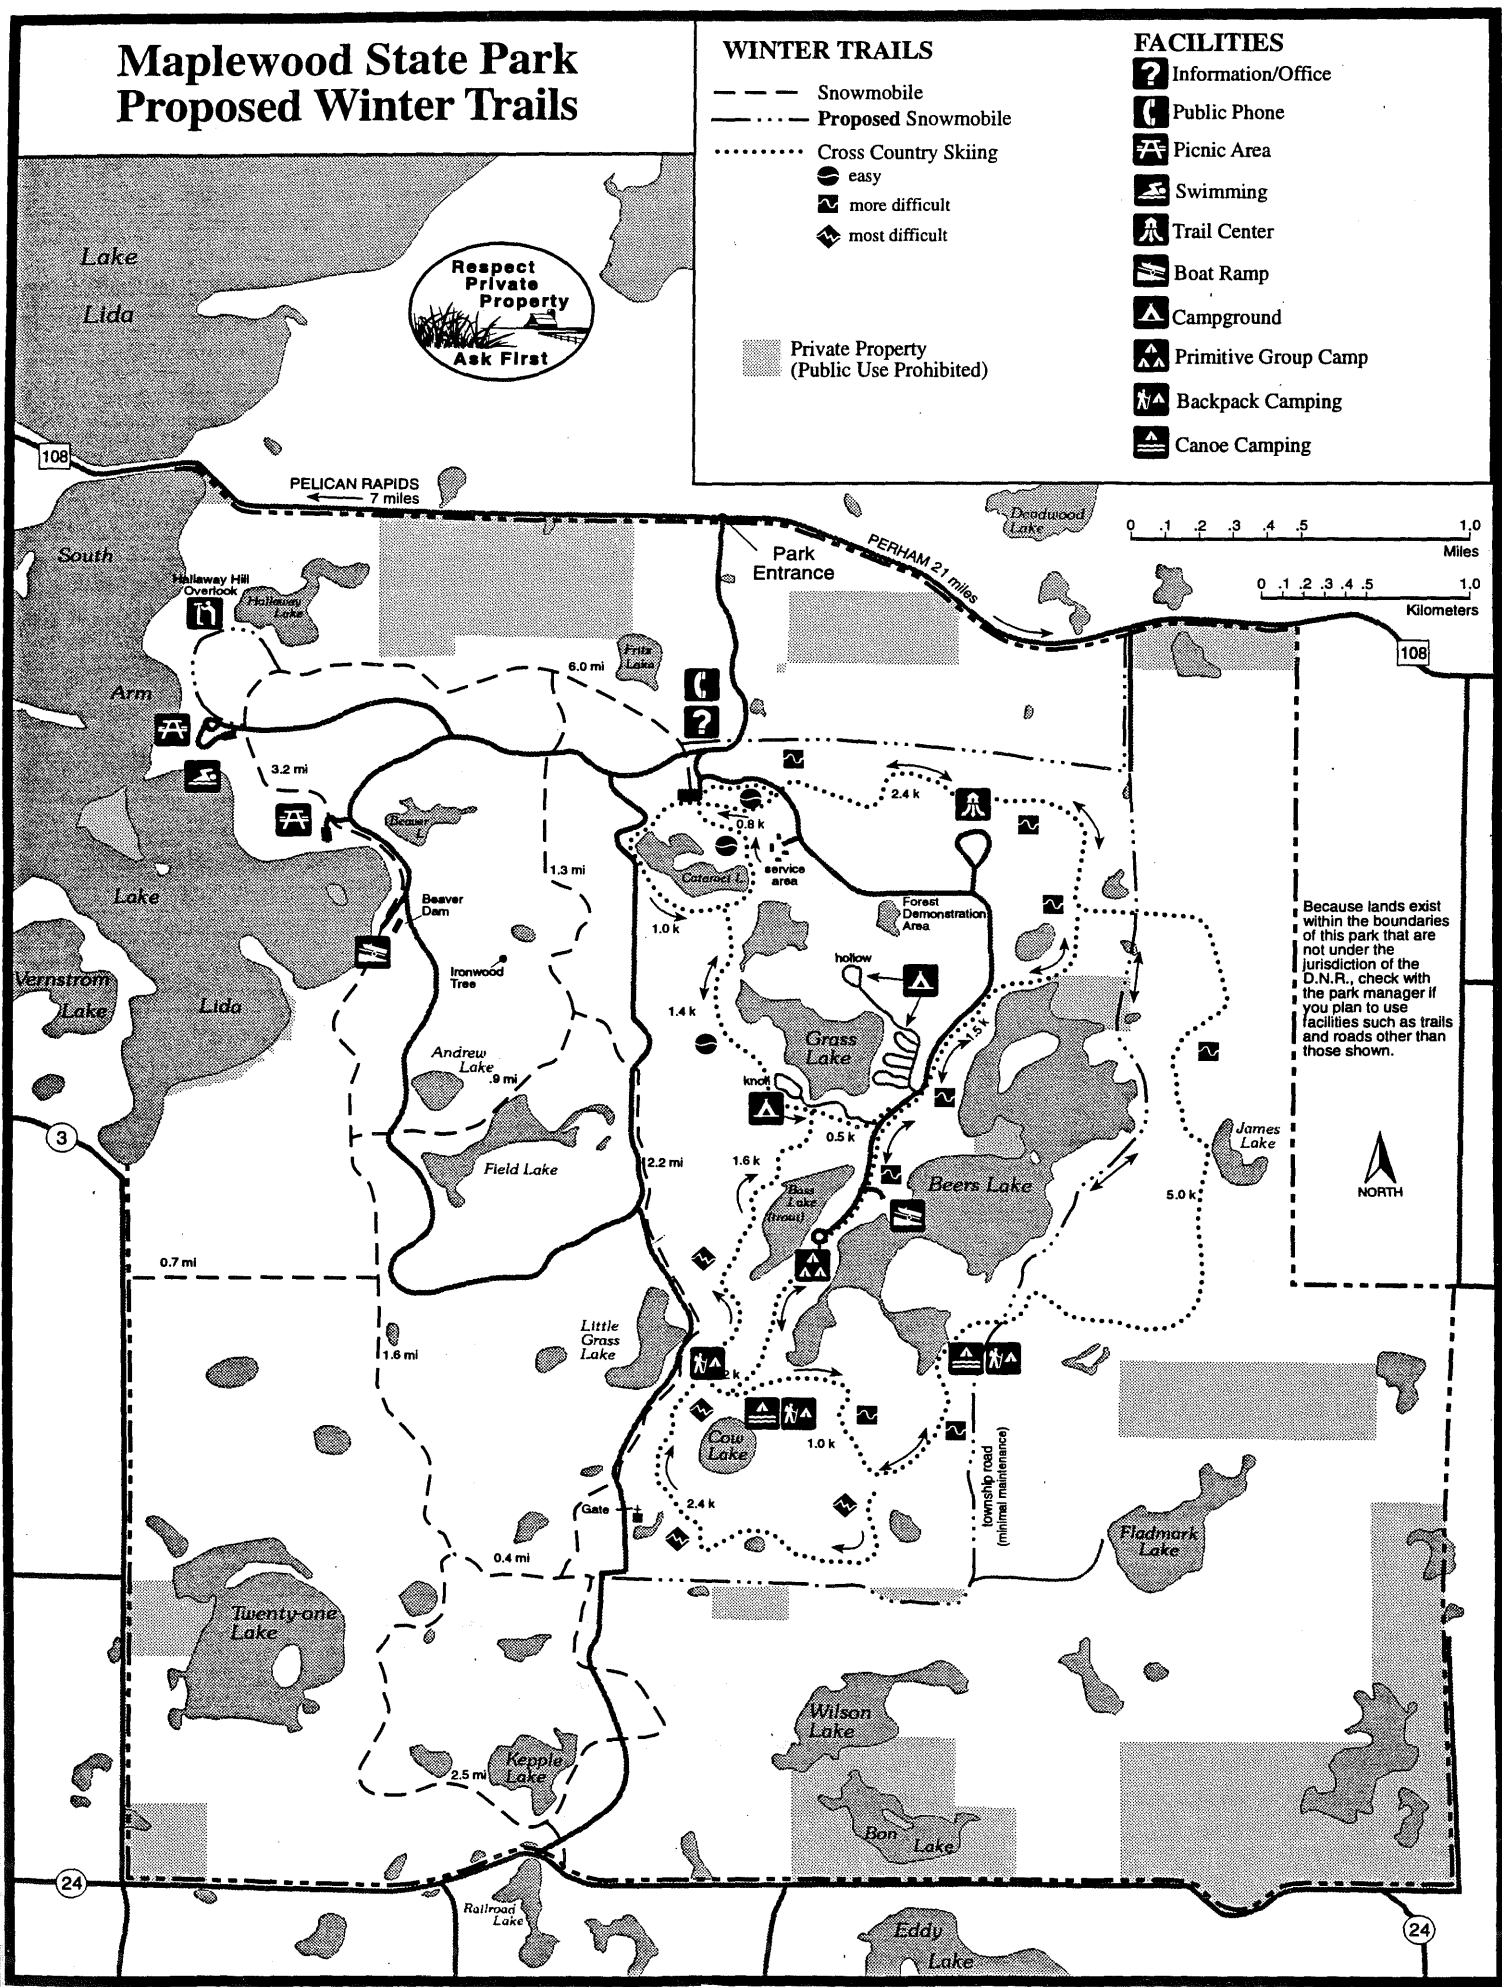 Maplewood State Park
Proposed Winter Trails
WINTER TRAILS
Snowmobile
Proposed Snowmobile
Cross Country Skiing
easy
more difficult
most difficult
Private Property
(Public Use Prohibited)
FACILITIES
? Information/Office
Public Phone
Picnic Area
Swimming
Trail Center
Boat Ramp
Campground
Primitive Group Camp
Backpack Camping
Canoe Camping
Lake
Lida
Respect
Private
Property
Ask First
108
PELICAN RAPIDS
7 miles
Park
Entrance
PERHAM 21 miles
Deadwood
Lake
0 .1 .2 .3 .4 .5 1.0
Miles
0 .1 .2 .3 .4 .5 1.0
Kilometers
108
South
Arm
Lake
Lida
Hallaway Hill
Overlook
Hallaway
Lake
Fritz
Lake
6.0 mi
?
3.2 mi
Beaver
L.
2.4 k
0.8 k
service
area
Cataract L.
1.0 k
1.3 mi
Beaver
Dam
Ironwood
Tree
Forest
Demonstration
Area
hollow
Vernstrom
Lake
1.4 k
Grass
Lake
1.5 k
Because lands exist
within the boundaries
of this park that are
not under the
jurisdiction of the
D.N.R., check with
the park manager if
you plan to use
facilities such as trails
and roads other than
those shown.
Andrew
Lake
.9 mi
knoll
0.5 k
3
Field Lake
2.2 mi
1.6 k
Bass
Lake
(trout)
Beers Lake
James
Lake
5.0 k
NORTH
0.7 mi
Little
Grass
Lake
1.6 mi
2 k
Cow
Lake
1.0 k
2.4 k
Gate
township road
(minimal maintenance)
Fladmark
Lake
0.4 mi
Twenty-one
Lake
Wilson
Lake
Kepple
Lake
2.5 mi
Bon
Lake
24
Railroad
Lake
Eddy
Lake
24